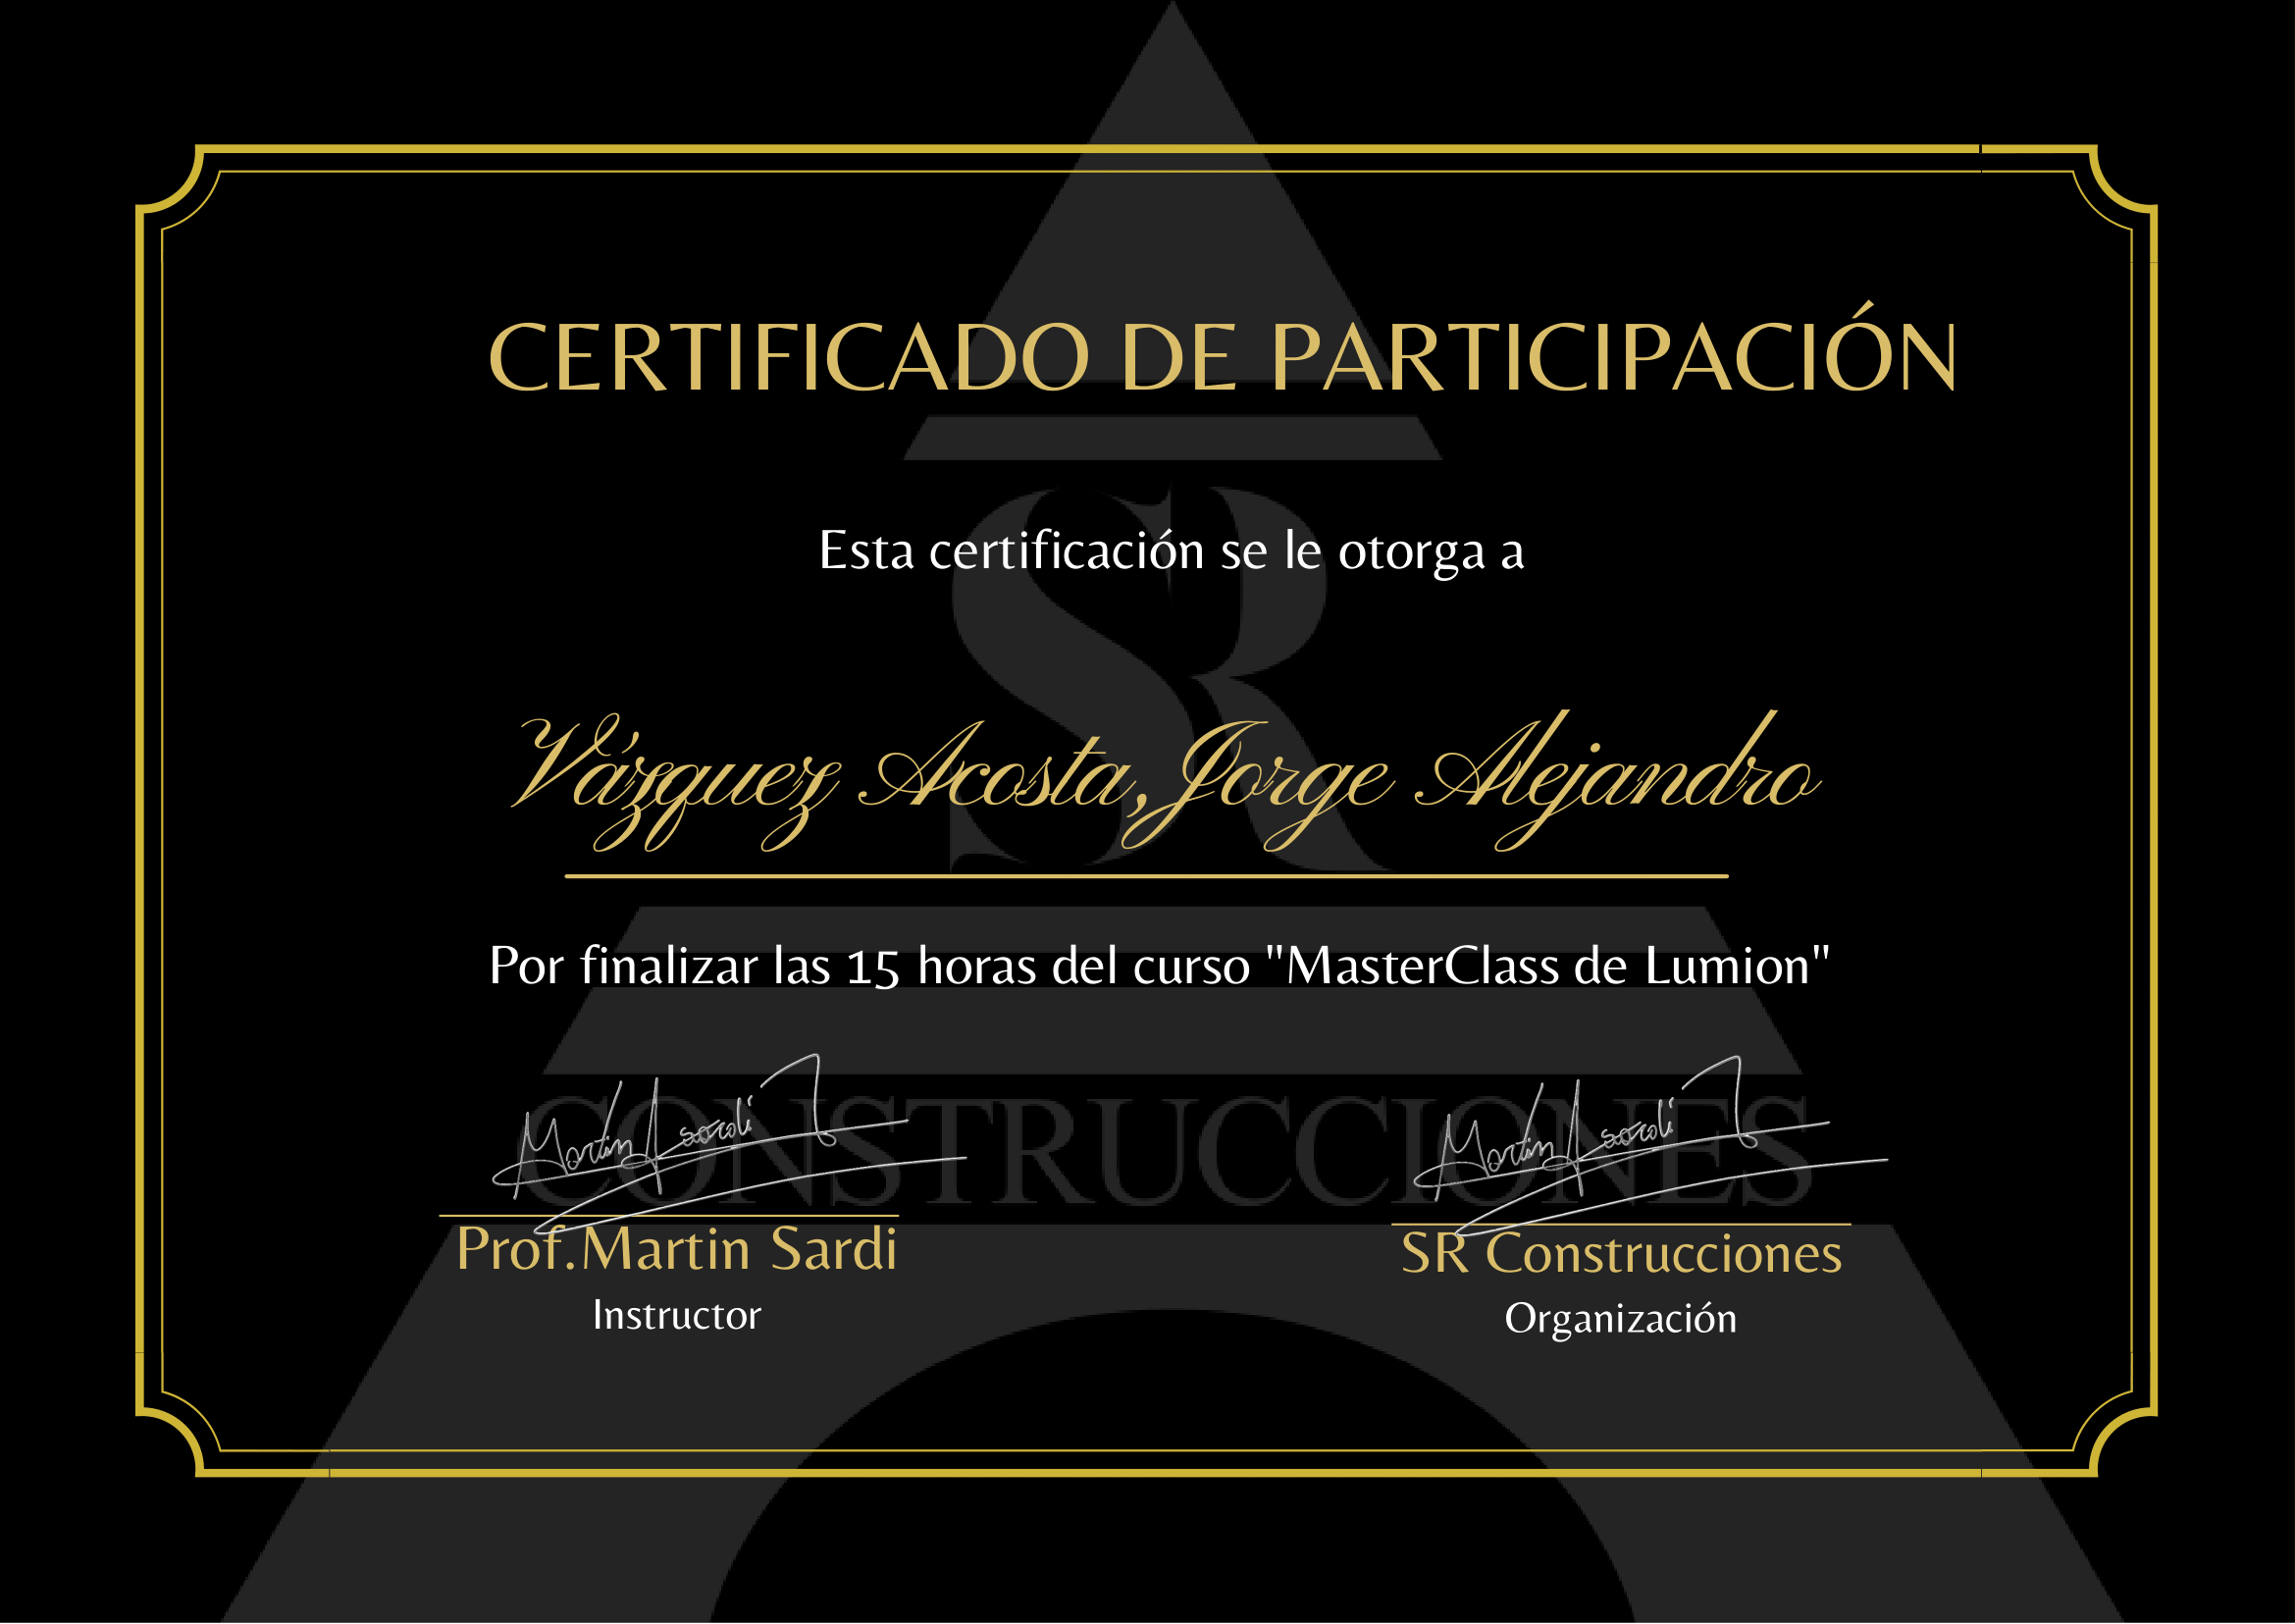 CERTIFICADO DE PARTICIPACIÓN
Esta certificación se le otorga a
SR
Vázquez Acosta,Jorge Alejandro
Por finalizar las 15 horas del curso "MasterClass de Lumion"
CONSTRUCCIONES
Martin A sardi
Martin A sardi
Prof.Martin Sardi
SR Construcciones
Instructor
Organización